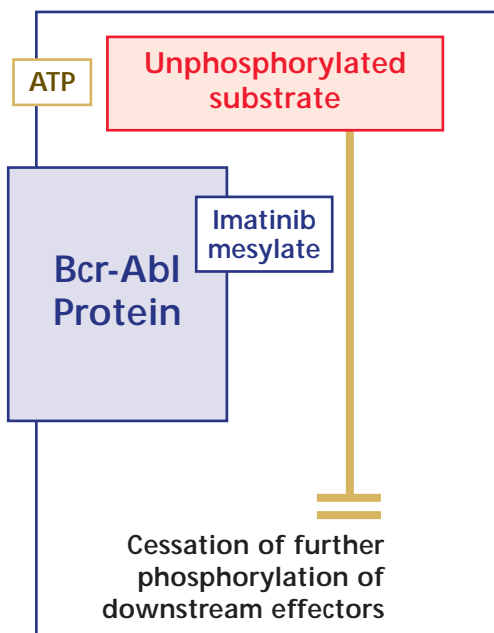 ATP
Unphosphorylated
substrate
Imatinib
mesylate
Bcr-Abl
Protein
Cessation of further
phosphorylation of
downstream effectors